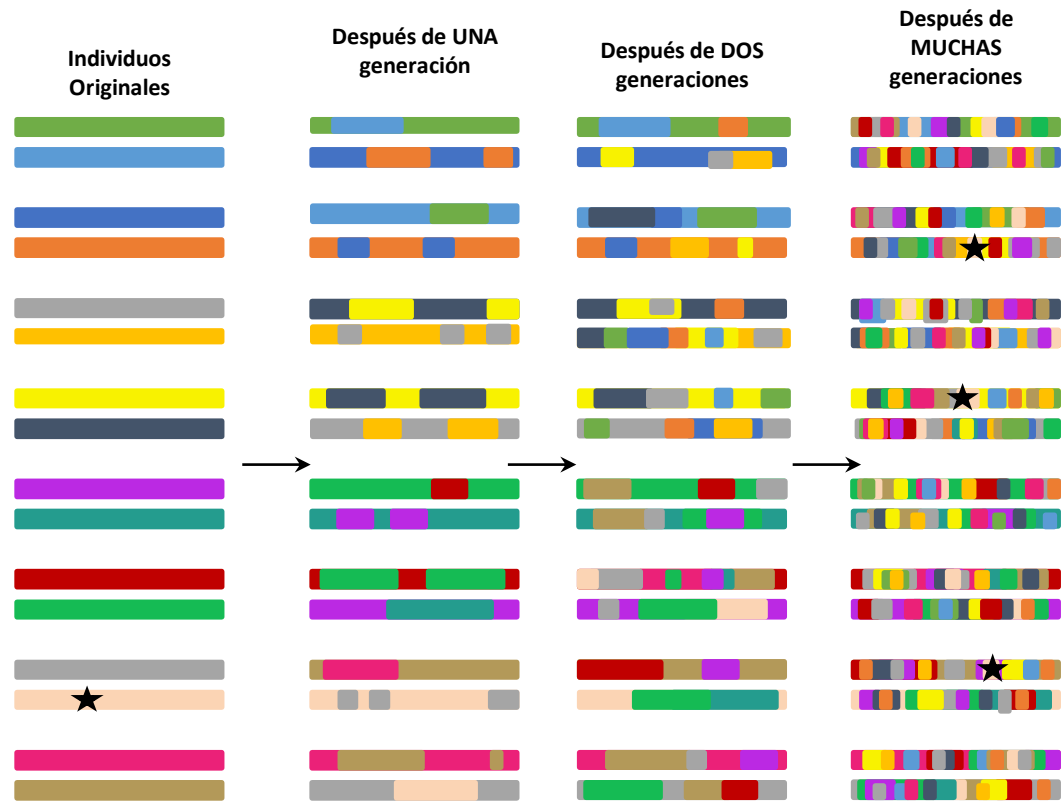 Individuos
Originales
Después de UNA
generación
Después de DOS
generaciones
Después de
MUCHAS
generaciones